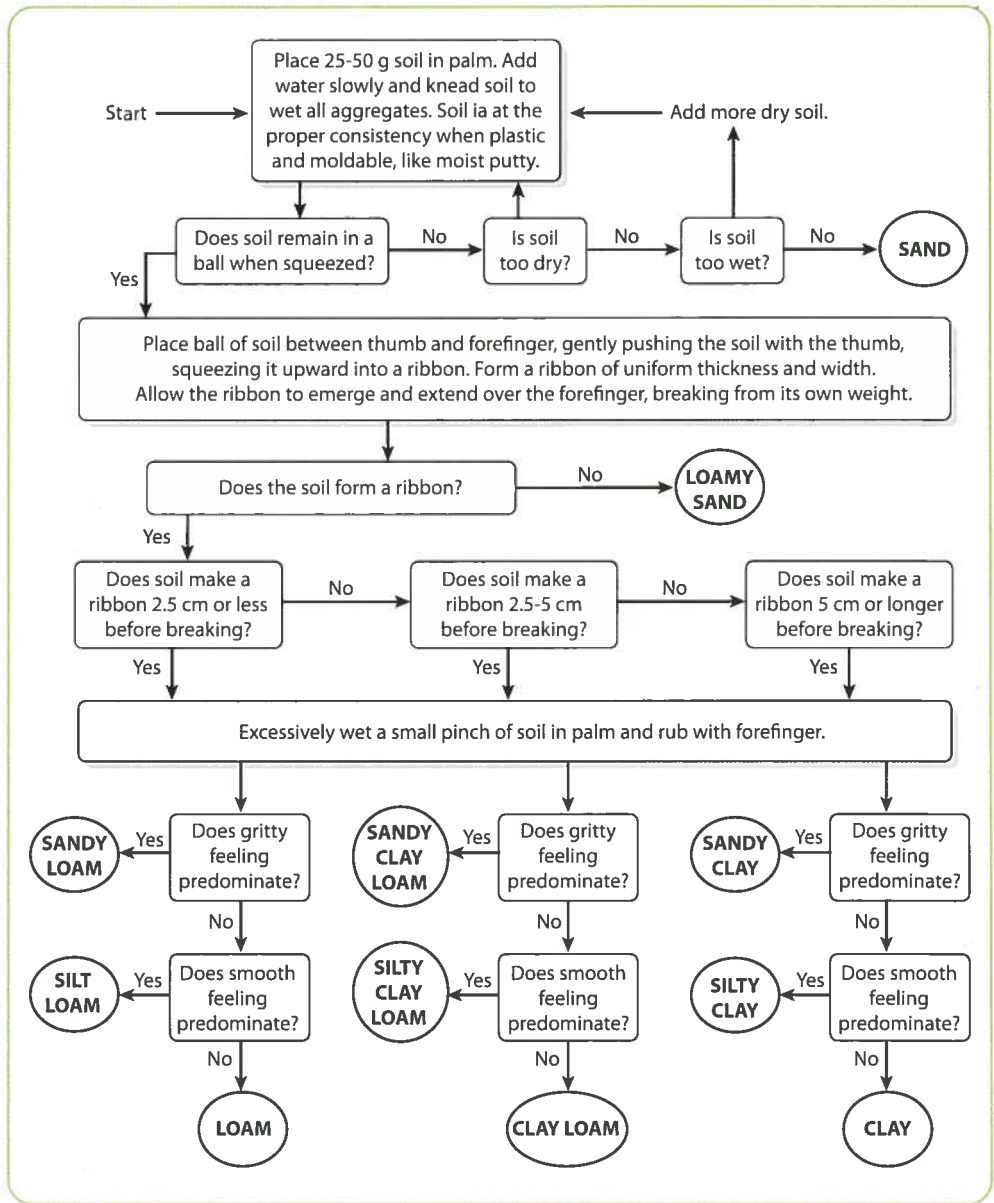 Place 25-50 g soil in palm. Add
water slowly and knead soil to
wet all aggregates. Soil ia at the
proper consistency when plastic
and moldable, like moist putty.
Start
Add more dry soil.
Does soil remain in a
ball when squeezed?
No
Is soil
too dry?
No
Is soil
too wet?
No
SAND
Yes
Place ball of soil between thumb and forefinger, gently pushing the soil with the thumb,
squeezing it upward into a ribbon. Form a ribbon of uniform thickness and width.
Allow the ribbon to emerge and extend over the forefinger, breaking from its own weight.
Does the soil form a ribbon?
No
LOAMY
SAND
Yes
Does soil make a
ribbon 2.5 cm or less
before breaking?
No
Does soil make a
ribbon 2.5-5 cm
before breaking?
No
Does soil make a
ribbon 5 cm or longer
before breaking?
Yes
Yes
Yes
Excessively wet a small pinch of soil in palm and rub with forefinger.
SANDY
LOAM
Yes
Does gritty
feeling
predominate?
SANDY
CLAY
LOAM
Yes
Does gritty
feeling
predominate?
SANDY
CLAY
Yes
Does gritty
feeling
predominate?
No
No
No
SILT
LOAM
Yes
Does smooth
feeling
predominate?
SILTY
CLAY
LOAM
Yes
Does smooth
feeling
predominate?
SILTY
CLAY
Yes
Does smooth
feeling
predominate?
No
No
No
LOAM
CLAY LOAM
CLAY